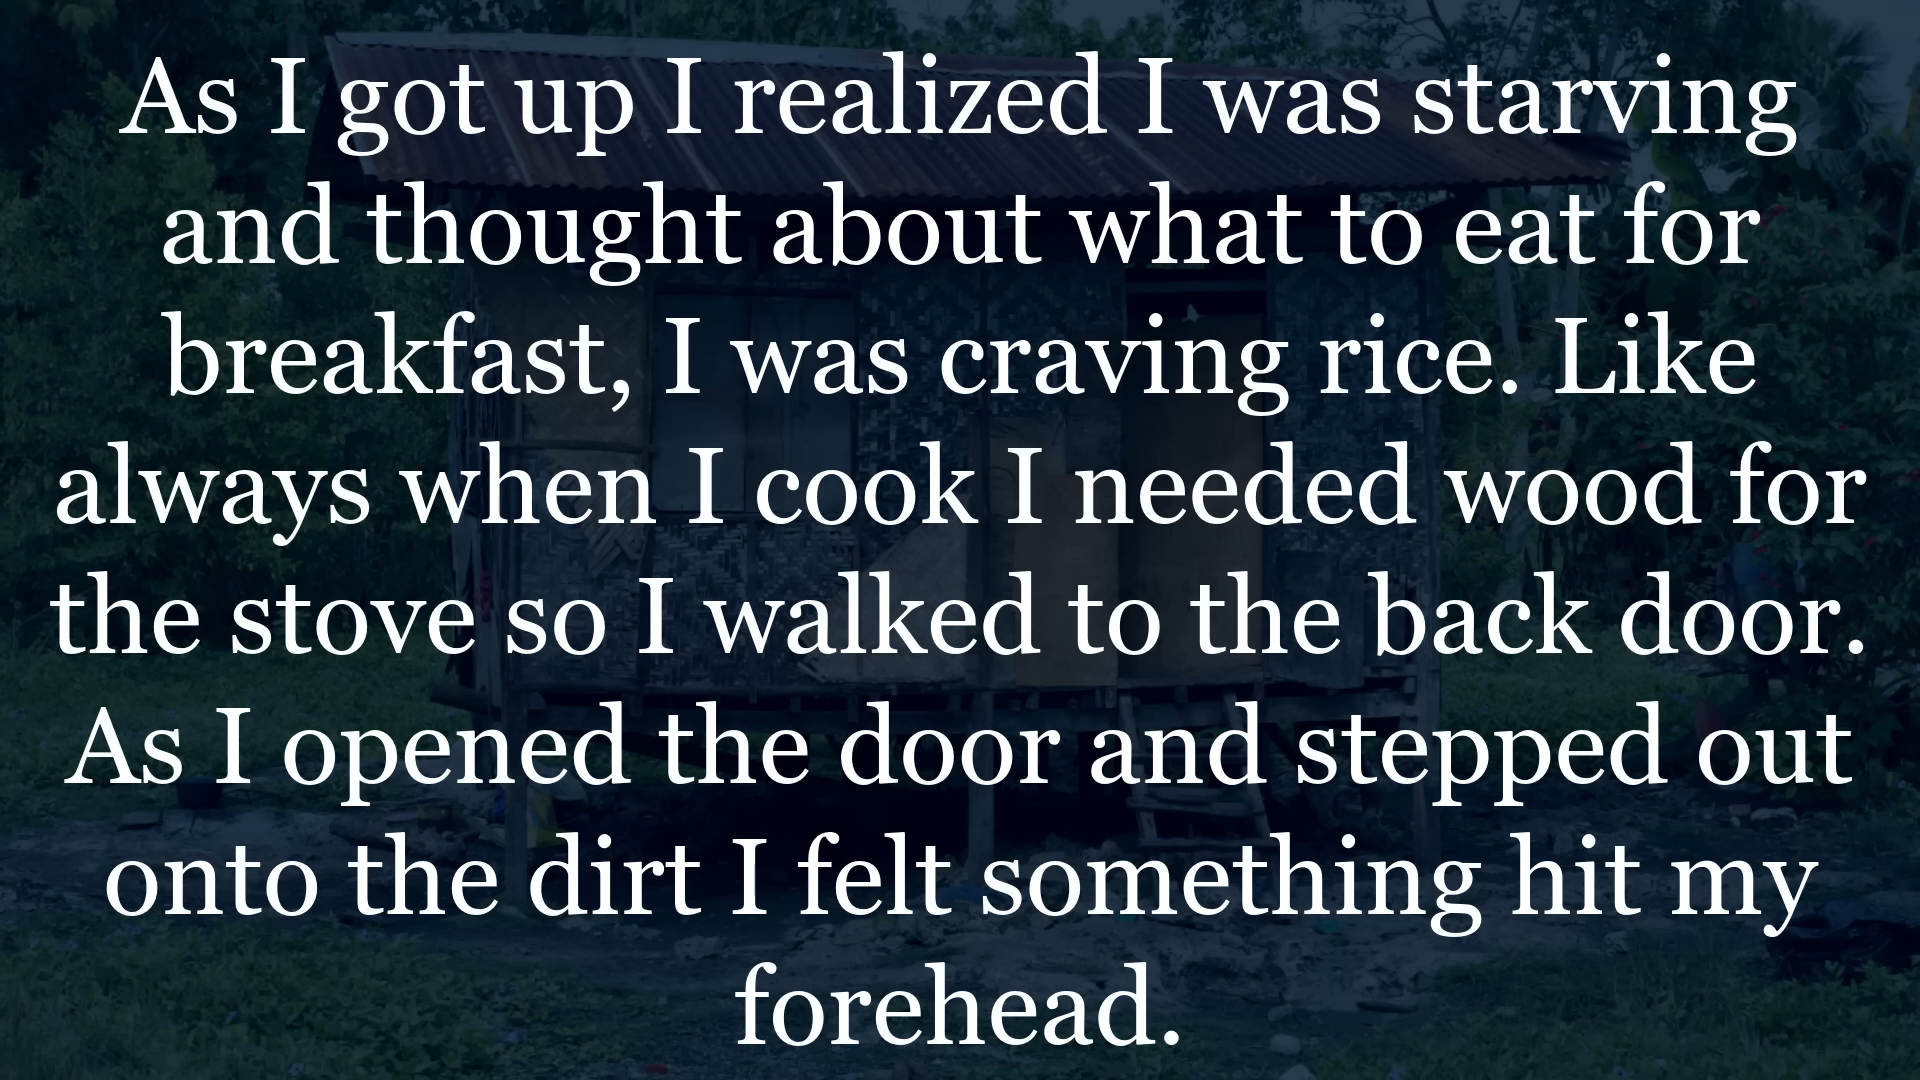 As I got up I realized I was starving
and thought about what to eat for
breakfast, I was craving rice. Like
always when I cook I needed wood for
the stove so I walked to the back door.
As I opened the door and stepped out
onto the dirt I felt something hit my
forehead.